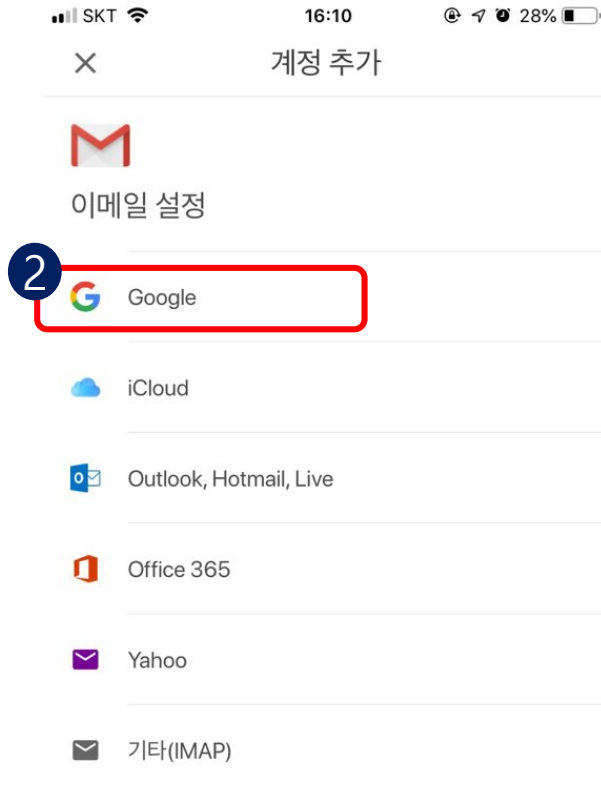 SKT 16:10 28%
계정 추가
이메일 설정
2
Google
iCloud
Outlook, Hotmail, Live
Office 365
Yahoo
기타(IMAP)